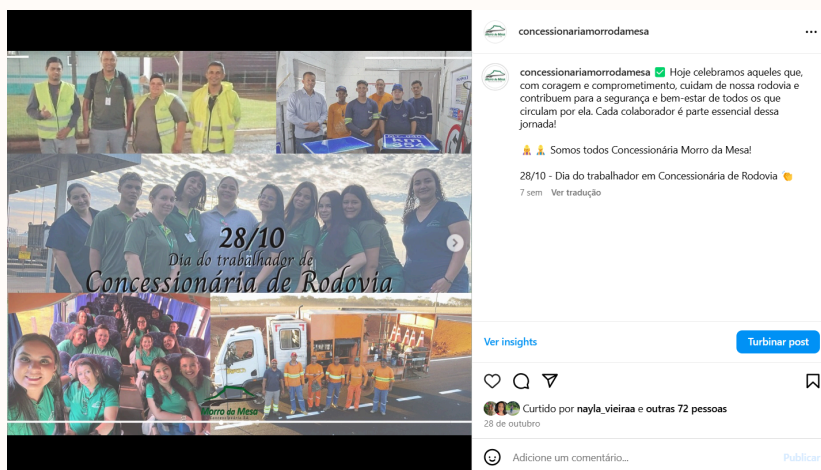 concessionariamorrodamesa
concessionariamorrodamesa ✅ Hoje celebramos aqueles que,
com coragem e comprometimento, cuidam de nossa rodovia e
contribuem para a segurança e bem-estar de todos os que
circulam por ela. Cada colaborador é parte essencial dessa
jornada!
Somos todos Concessionária Morro da Mesa!
28/10 - Dia do trabalhador em Concessionária de Rodovia
7 sem Ver tradução
28/10
Dia do trabalhador de
Concessionária de Rodovia
Morro da Mesa
Ver insights
Turbinar post
Curtido por nayla_vieiraa e outras 72 pessoas
28 de outubro
Adicione um comentário...
Publicar